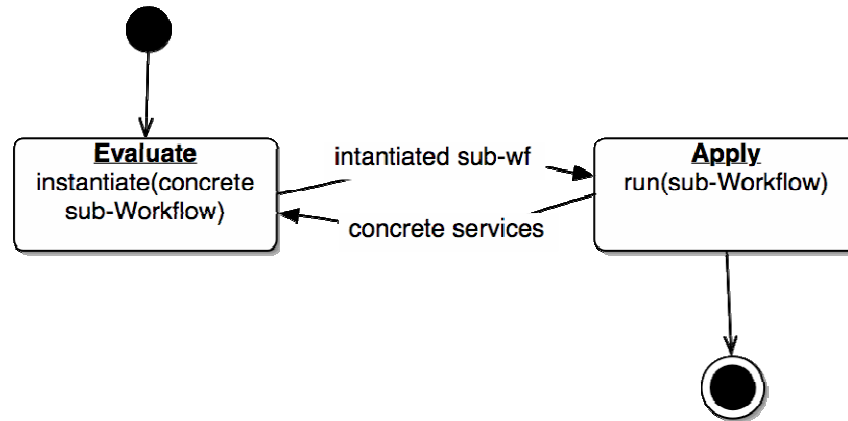 Evaluate
instantiate(concrete
sub-Workflow)
intantiated sub-wf
concrete services
Apply
run(sub-Workflow)